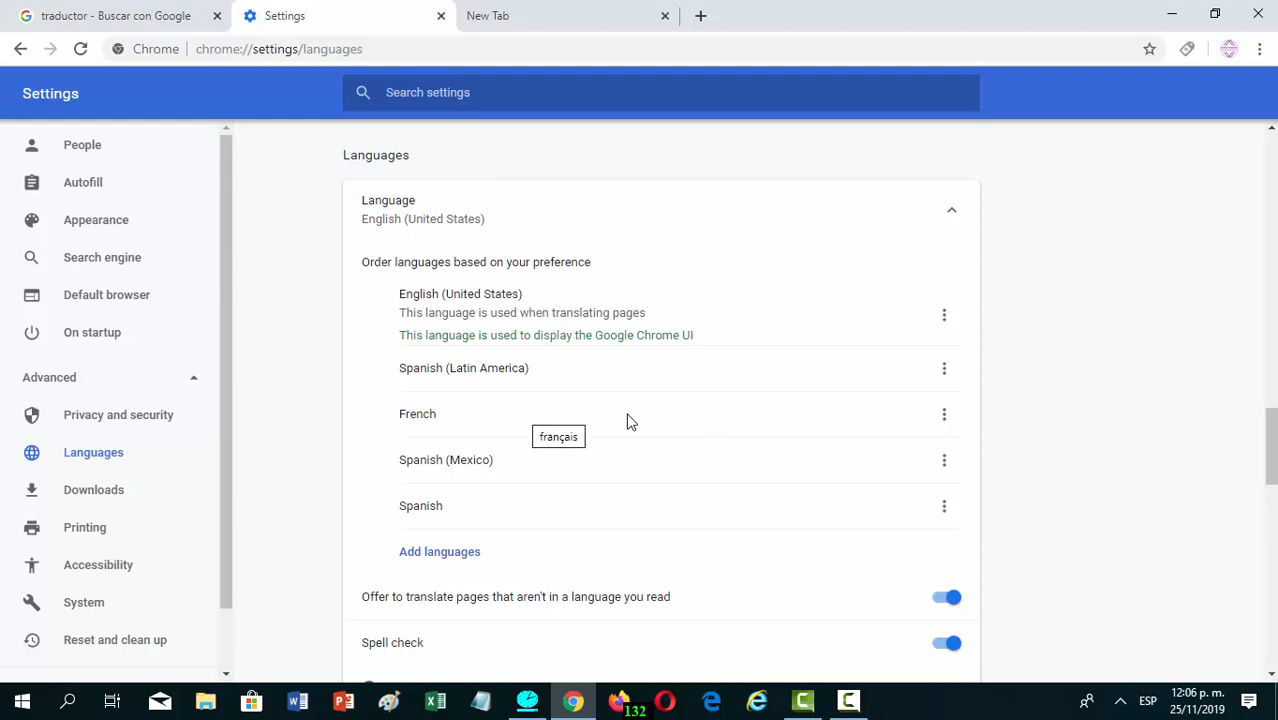 traductor - Buscar con Google
Settings
New Tab
Chrome
chrome://settings/languages
Settings
Search settings
People
Autofill
Appearance
Search engine
Default browser
On startup
Advanced
Privacy and security
Languages
Downloads
Printing
Accessibility
System
Reset and clean up
Languages
Language
English (United States)
Order languages based on your preference
English (United States)
This language is used when translating pages
This language is used to display the Google Chrome UI
Spanish (Latin America)
French
français
Spanish (Mexico)
Spanish
Add languages
Offer to translate pages that aren't in a language you read
Spell check
132
ESP
12:06 p. m.
25/11/2019